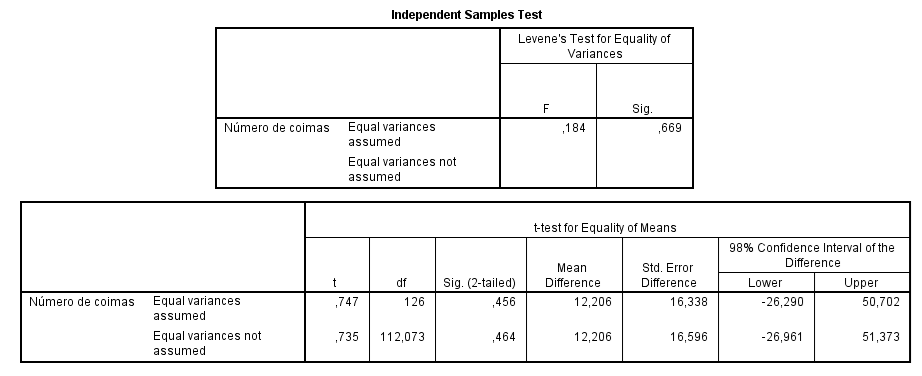 Independent Samples Test
Levene's Test for Equality of
Variances
F Sig.
Número de coimas Equal variances
assumed ,184 ,669
Equal variances not
assumed
t-test for Equality of Means
98% Confidence Interval of the
Difference
t df Sig. (2-tailed) Mean
Difference Std. Error
Difference Lower Upper
Número de coimas Equal variances
assumed ,747 126 ,456 12,206 16,338 -26,290 50,702
Equal variances not
assumed ,735 112,073 ,464 12,206 16,596 -26,961 51,373